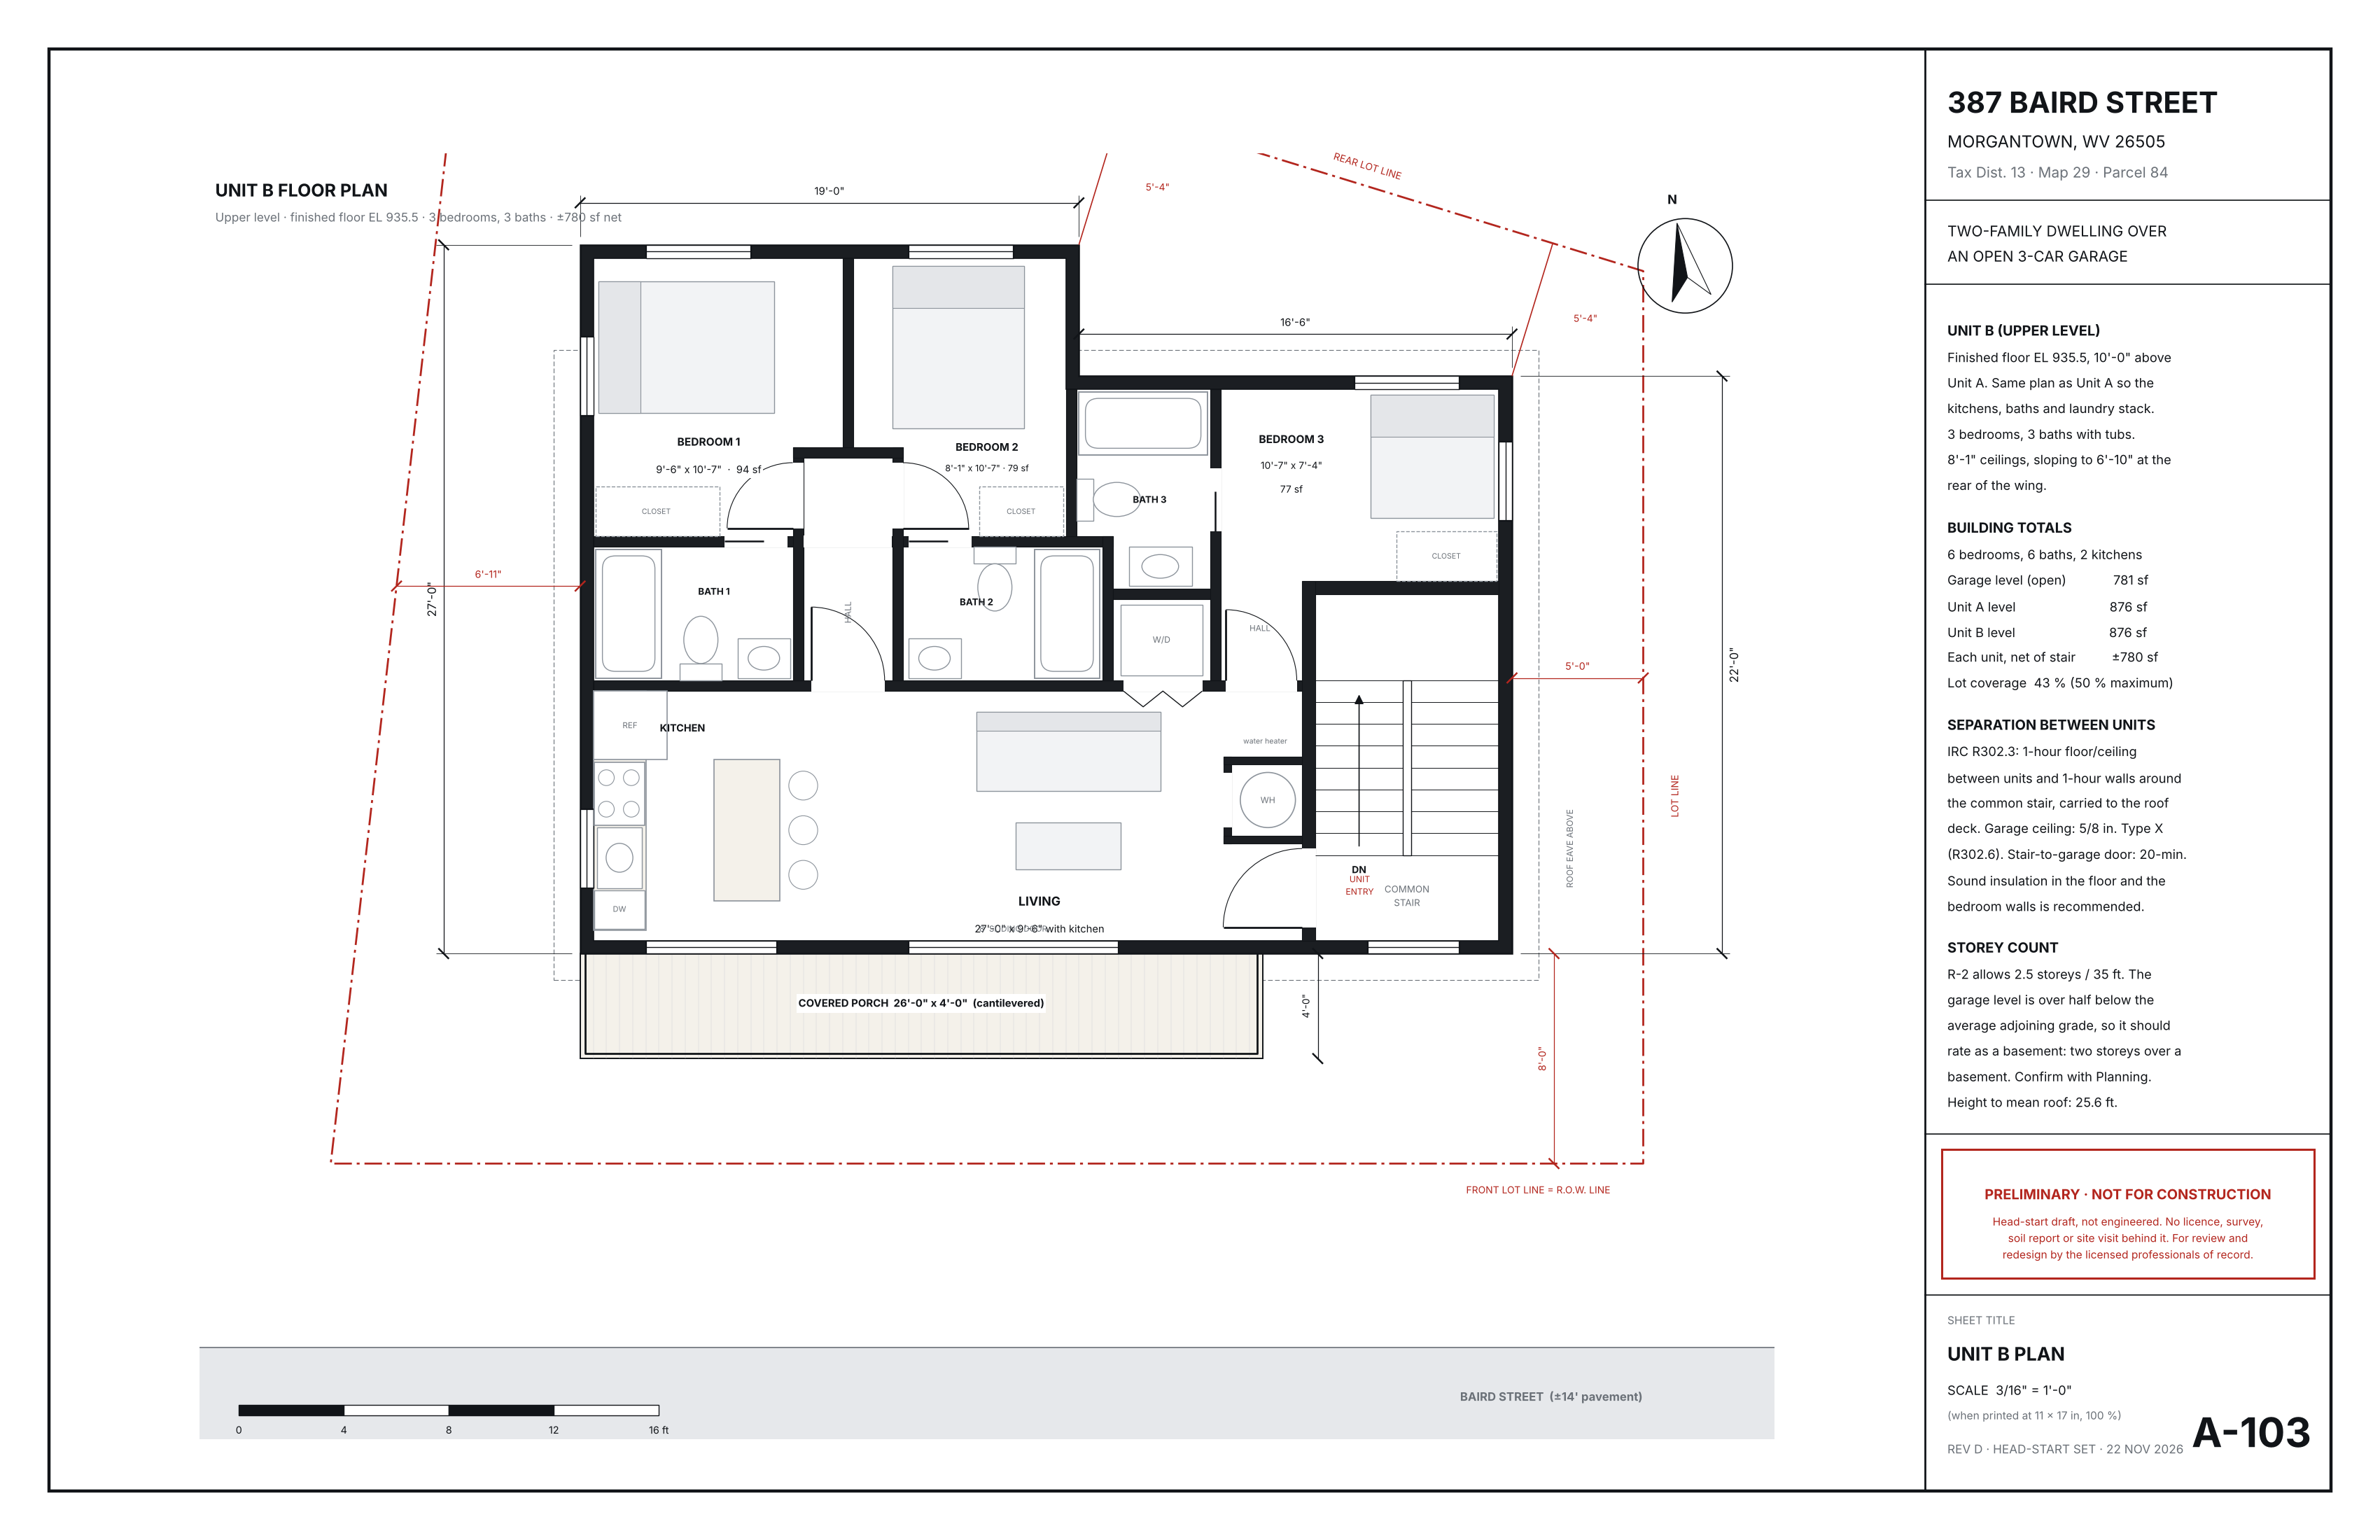 UNIT B FLOOR PLAN
Upper level · finished floor EL 935.5 · 3 bedrooms, 3 baths · ±780 sf net
19'-0"
5'-4"
REAR LOT LINE
N
16'-6"
5'-4"
BEDROOM 1
9'-6" x 10'-7" · 94 sf
CLOSET
BEDROOM 2
8'-1" x 10'-7" · 79 sf
CLOSET
BATH 3
BEDROOM 3
10'-7" x 7'-4"
77 sf
CLOSET
6'-11"
27'-0"
BATH 1
HALL
BATH 2
W/D
HALL
5'-0"
22'-0"
REF
KITCHEN
water heater
WH
DW
LIVING
27'-0" x 9'-6" with kitchen
DN
UNIT
ENTRY
COMMON
STAIR
ROOF EAVE ABOVE
LOT LINE
COVERED PORCH 26'-0" x 4'-0" (cantilevered)
4'-0"
8'-0"
FRONT LOT LINE = R.O.W. LINE
BAIRD STREET (±14' pavement)
0 4 8 12 16 ft
387 BAIRD STREET
MORGANTOWN, WV 26505
Tax Dist. 13 · Map 29 · Parcel 84
TWO-FAMILY DWELLING OVER
AN OPEN 3-CAR GARAGE
UNIT B (UPPER LEVEL)
Finished floor EL 935.5, 10'-0" above
Unit A. Same plan as Unit A so the
kitchens, baths and laundry stack.
3 bedrooms, 3 baths with tubs.
8'-1" ceilings, sloping to 6'-10" at the
rear of the wing.
BUILDING TOTALS
6 bedrooms, 6 baths, 2 kitchens
Garage level (open) 781 sf
Unit A level 876 sf
Unit B level 876 sf
Each unit, net of stair ±780 sf
Lot coverage 43 % (50 % maximum)
SEPARATION BETWEEN UNITS
IRC R302.3: 1-hour floor/ceiling
between units and 1-hour walls around
the common stair, carried to the roof
deck. Garage ceiling: 5/8 in. Type X
(R302.6). Stair-to-garage door: 20-min.
Sound insulation in the floor and the
bedroom walls is recommended.
STOREY COUNT
R-2 allows 2.5 storeys / 35 ft. The
garage level is over half below the
average adjoining grade, so it should
rate as a basement: two storeys over a
basement. Confirm with Planning.
Height to mean roof: 25.6 ft.
PRELIMINARY · NOT FOR CONSTRUCTION
Head-start draft, not engineered. No licence, survey,
soil report or site visit behind it. For review and
redesign by the licensed professionals of record.
SHEET TITLE
UNIT B PLAN
SCALE 3/16" = 1'-0"
(when printed at 11 × 17 in, 100 %)
REV D · HEAD-START SET · 22 NOV 2026
A-103